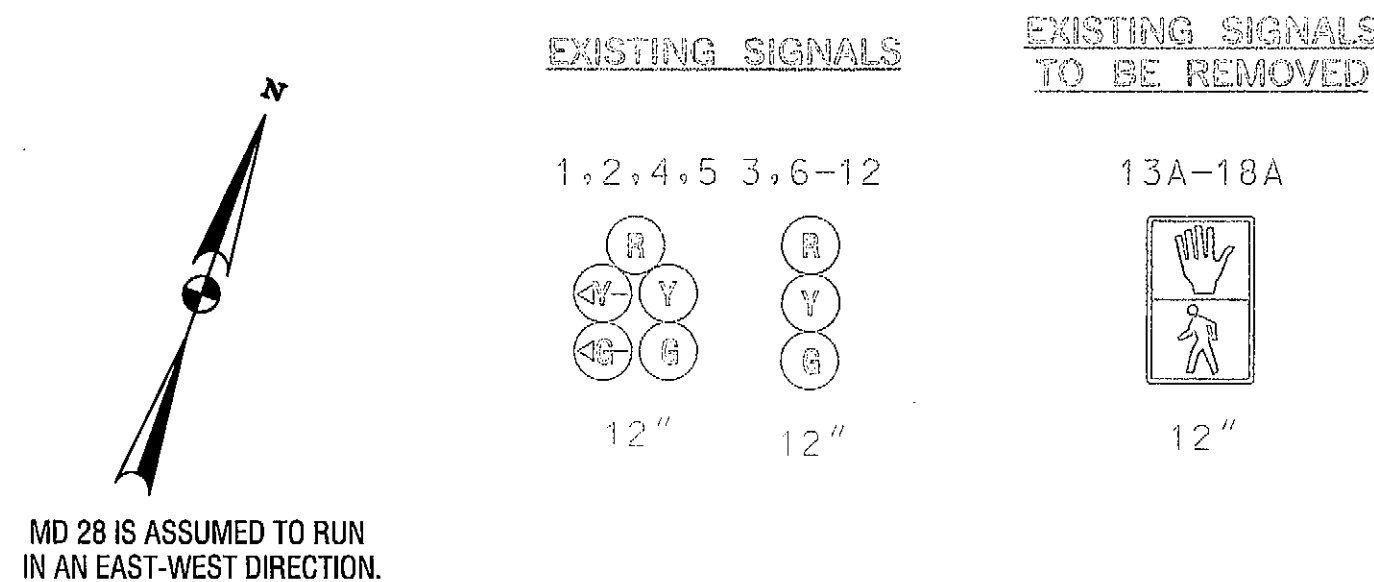 N
MD 28 IS ASSUMED TO RUN
IN AN EAST-WEST DIRECTION.
EXISTING SIGNALS
1,2,4,5 3,6-12
R
Y Y
G G
12"
R
Y
G
12"
EXISTING SIGNALS
TO BE REMOVED
13A-18A
12"